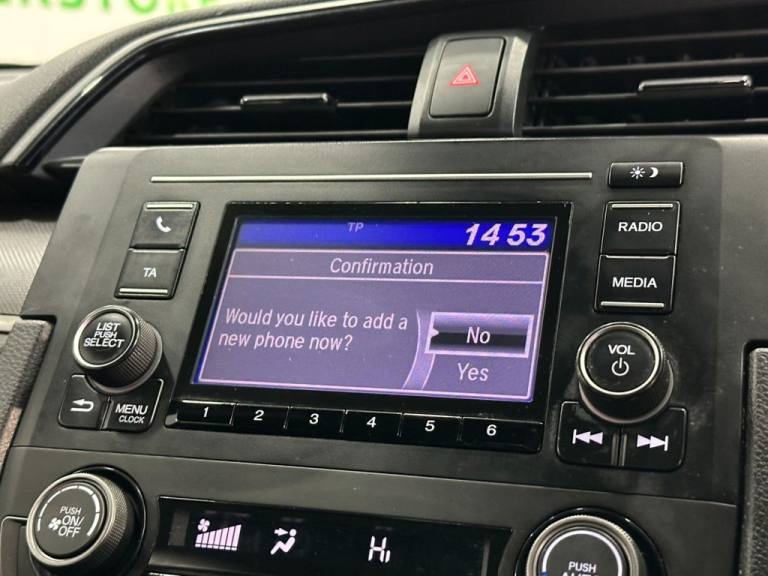 TP
14 53
Confirmation
Would you like to add a
new phone now?
No
Yes
TA
LIST
PUSH
SELECT
MENU
CLOCK
1 2 3 4 5 6
RADIO
MEDIA
VOL
PUSH
ON/
OFF
Hi
PUSH